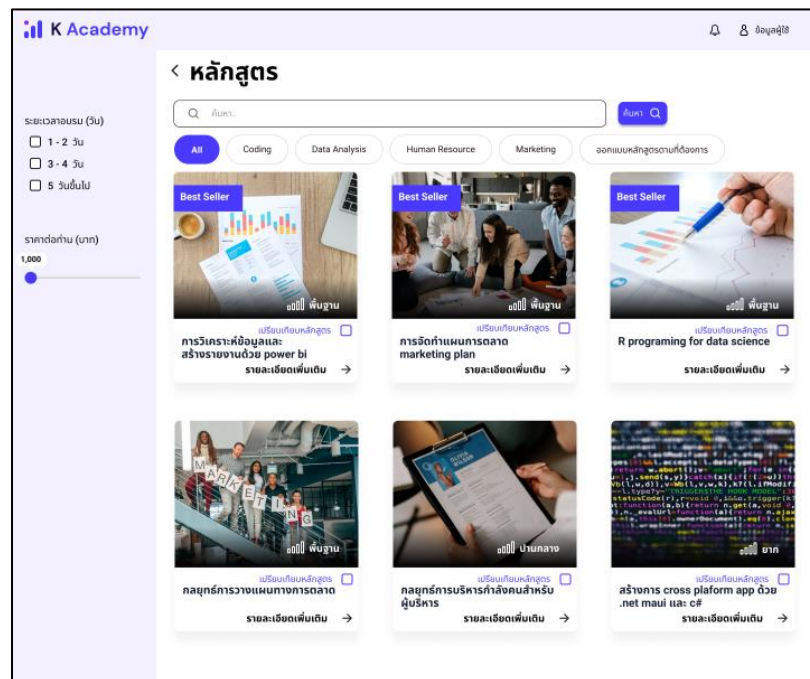 K Academy
ข้อมูลผู้ใช้
หลักสูตร
ค้นหา..
ค้นหา
All
Coding
Data Analysis
Human Resource
Marketing
ออกแบบหลักสูตรตามที่ต้องการ
ระยะเวลาอบรม (วัน)
1 - 2 วัน
3 - 4 วัน
5 วันขึ้นไป
ราคาต่อท่าน (บาท)
1,000
Best Seller
พื้นฐาน
เปรียบเทียบหลักสูตร
การวิเคราะห์ข้อมูลและ
สร้างรายงานด้วย power bi
รายละเอียดเพิ่มเติม
Best Seller
พื้นฐาน
เปรียบเทียบหลักสูตร
การจัดทำแผนการตลาด
marketing plan
รายละเอียดเพิ่มเติม
Best Seller
พื้นฐาน
เปรียบเทียบหลักสูตร
R programing for data science
รายละเอียดเพิ่มเติม
MARKETING
พื้นฐาน
เปรียบเทียบหลักสูตร
กลยุทธ์การวางแผนทางการตลาด
รายละเอียดเพิ่มเติม
ปานกลาง
เปรียบเทียบหลักสูตร
กลยุทธ์การบริหารกำลังคนสำหรับ
ผู้บริหาร
รายละเอียดเพิ่มเติม
ยาก
เปรียบเทียบหลักสูตร
สร้างการ cross plaform app ด้วย
.net maui และ c#
รายละเอียดเพิ่มเติม